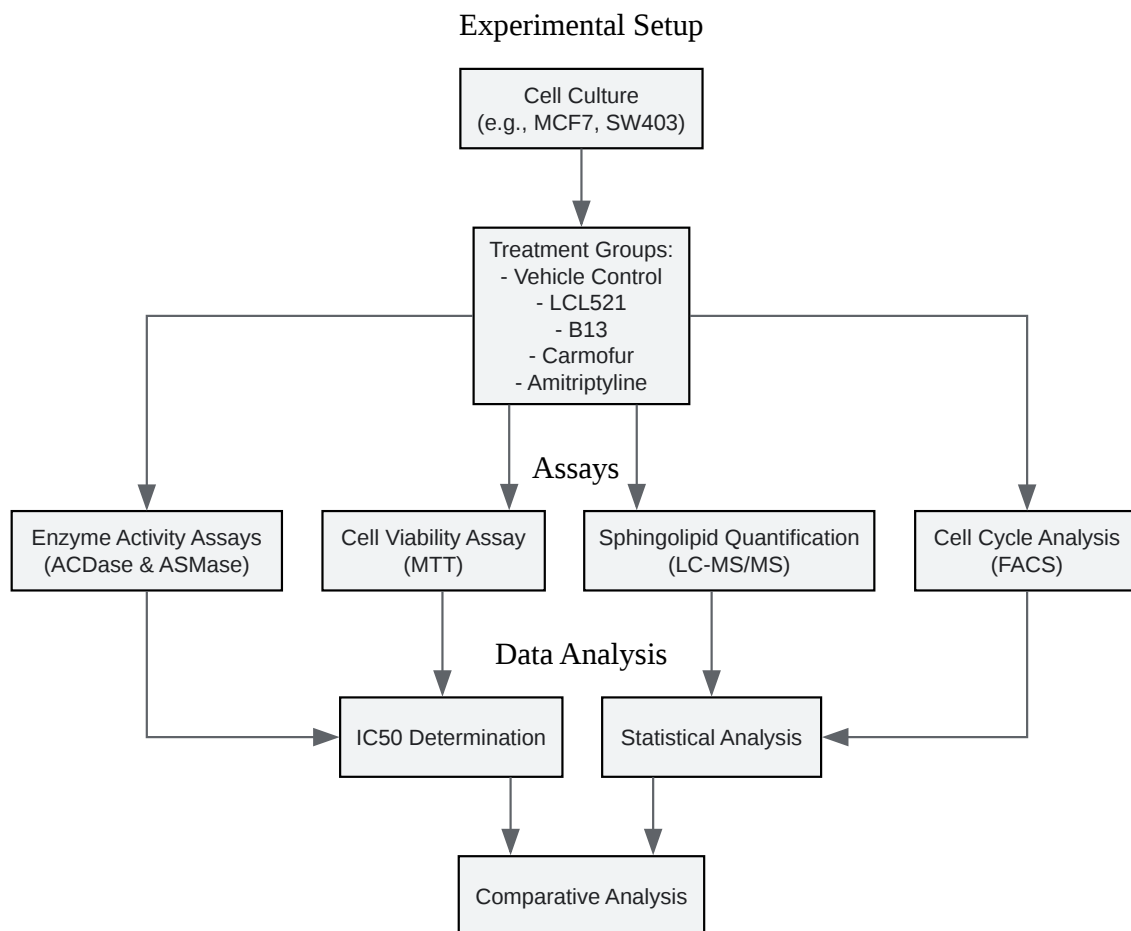 Experimental Setup
Cell Culture
(e.g., MCF7, SW403)
Treatment Groups:
- Vehicle Control
- LCL521
- B13
- Carmofur
- Amitriptyline
Assays
Enzyme Activity Assays
(ACDase & ASMase)
Cell Viability Assay
(MTT)
Sphingolipid Quantification
(LC-MS/MS)
Cell Cycle Analysis
(FACS)
Data Analysis
IC50 Determination
Statistical Analysis
Comparative Analysis